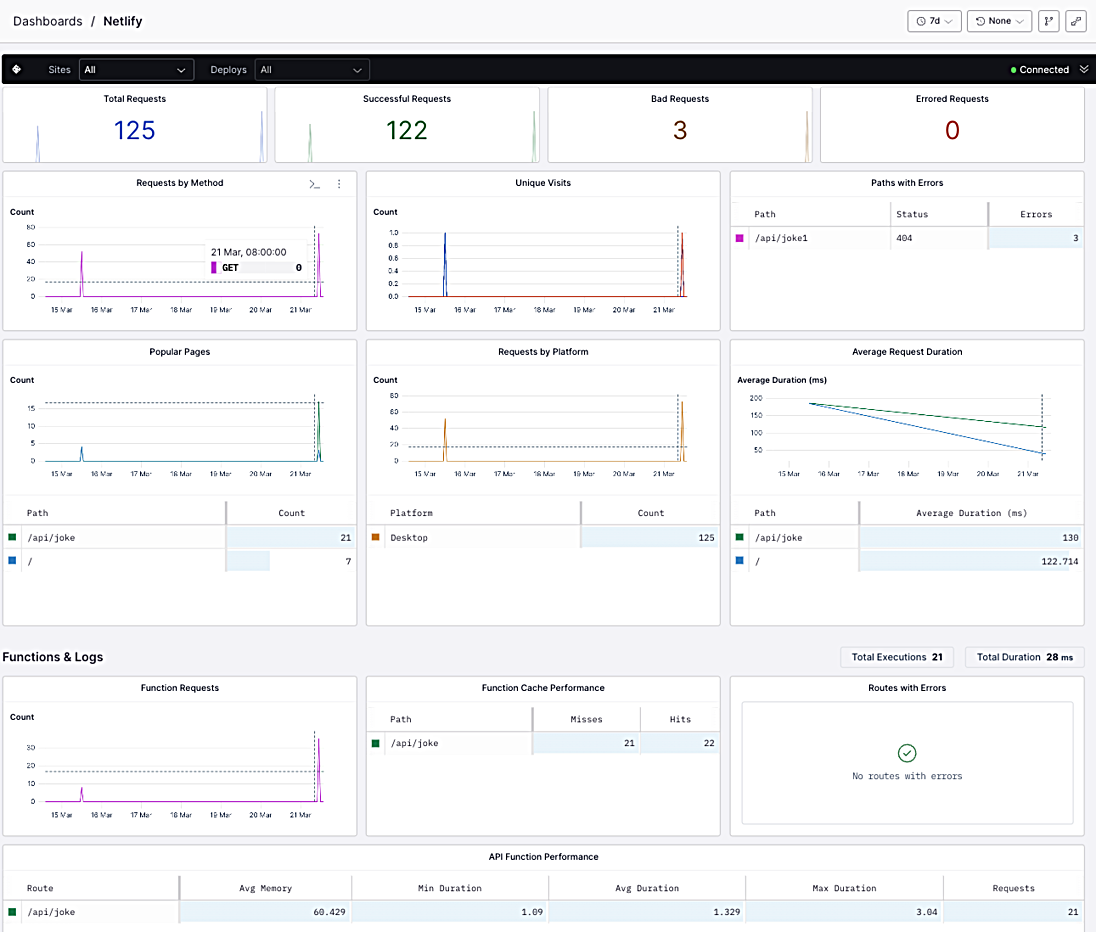 Dashboards / Netlify
7d
None
Sites All Deploys All
Connected
Total Requests
125
Successful Requests
122
Bad Requests
3
Errored Requests
0
Requests by Method
Count
80
60
40
20
0
15 Mar 16 Mar 17 Mar 18 Mar 19 Mar 20 Mar 21 Mar
21 Mar, 08:00:00
GET 0
Unique Visits
Count
1.0
0.8
0.6
0.4
0.2
0.0
15 Mar 16 Mar 17 Mar 18 Mar 19 Mar 20 Mar 21 Mar
Paths with Errors
Path Status Errors
/api/joke1 404 3
Popular Pages
Count
15
10
5
0
15 Mar 16 Mar 17 Mar 18 Mar 19 Mar 20 Mar 21 Mar
Path Count
/api/joke 21
/ 7
Requests by Platform
Count
80
60
40
20
0
15 Mar 16 Mar 17 Mar 18 Mar 19 Mar 20 Mar 21 Mar
Platform Count
Desktop 125
Average Request Duration
Average Duration (ms)
200
150
100
50
15 Mar 16 Mar 17 Mar 18 Mar 19 Mar 20 Mar 21 Mar
Path Average Duration (ms)
/api/joke 130
/ 122.714
Functions & Logs
Total Executions 21
Total Duration 28 ms
Function Requests
Count
30
20
10
0
15 Mar 16 Mar 17 Mar 18 Mar 19 Mar 20 Mar 21 Mar
Function Cache Performance
Path Misses Hits
/api/joke 21 22
Routes with Errors
No routes with errors
API Function Performance
Route Avg Memory Min Duration Avg Duration Max Duration Requests
/api/joke 60.429 1.09 1.329 3.04 21